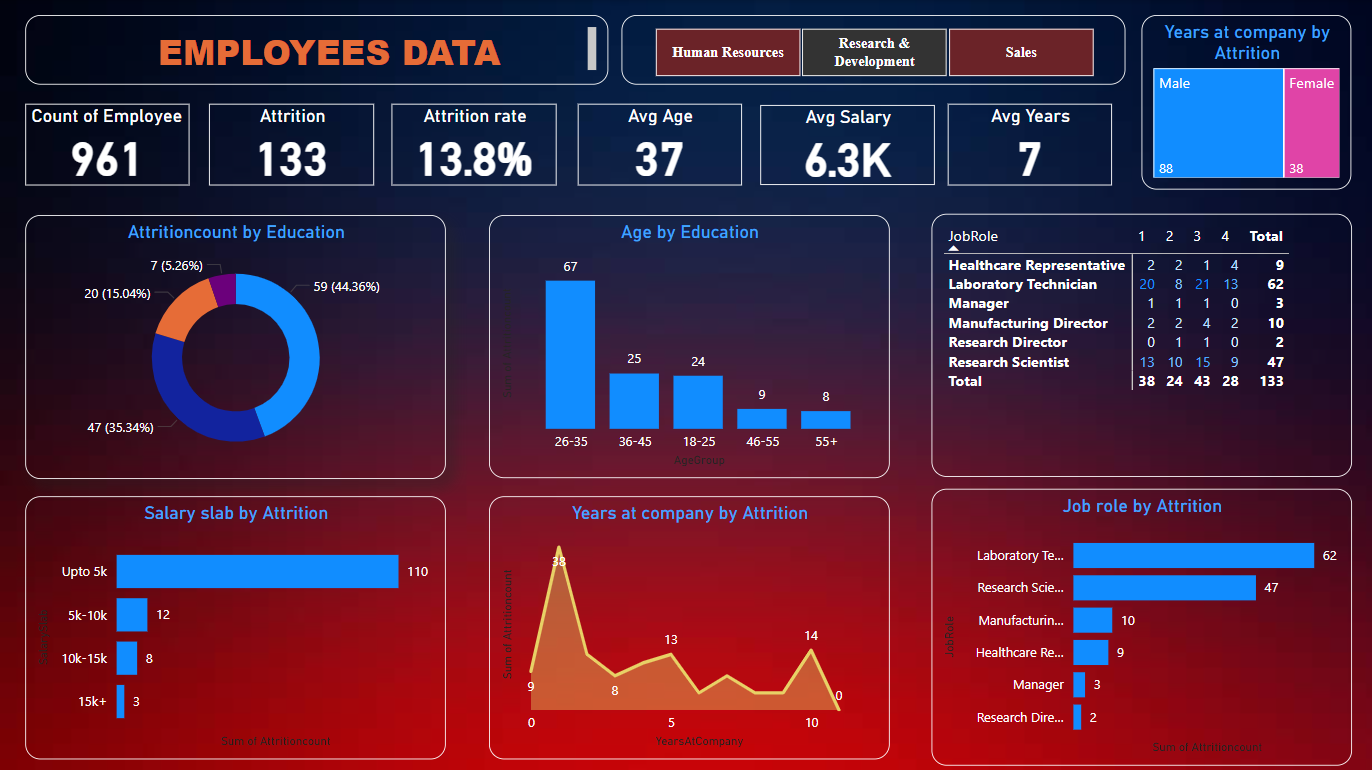 EMPLOYEES DATA
Human Resources
Research &
Development
Sales
Years at company by
Attrition
Male
Female
88
38
Count of Employee
961
Attrition
133
Attrition rate
13.8%
Avg Age
37
Avg Salary
6.3K
Avg Years
7
Attritioncount by Education
7 (5.26%)
20 (15.04%)
59 (44.36%)
47 (35.34%)
Age by Education
67
25
24
9
8
26-35 36-45 18-25 46-55 55+
AgeGroup
JobRole 1 2 3 4 Total
Healthcare Representative 2 2 1 4 9
Laboratory Technician 20 8 21 13 62
Manager 1 1 1 0 3
Manufacturing Director 2 2 4 2 10
Research Director 0 1 1 0 2
Research Scientist 13 10 15 9 47
Total 38 24 43 28 133
Salary slab by Attrition
Upto 5k 110
5k-10k 12
10k-15k 8
15k+ 3
Sum of Attritioncount
Years at company by Attrition
Sum of Attritioncount
38
9
8
13
14
0
0 5 10
YearsAtCompany
Job role by Attrition
JobRole
Laboratory Te... 62
Research Scie... 47
Manufacturin... 10
Healthcare Re... 9
Manager 3
Research Dire... 2
Sum of Attritioncount